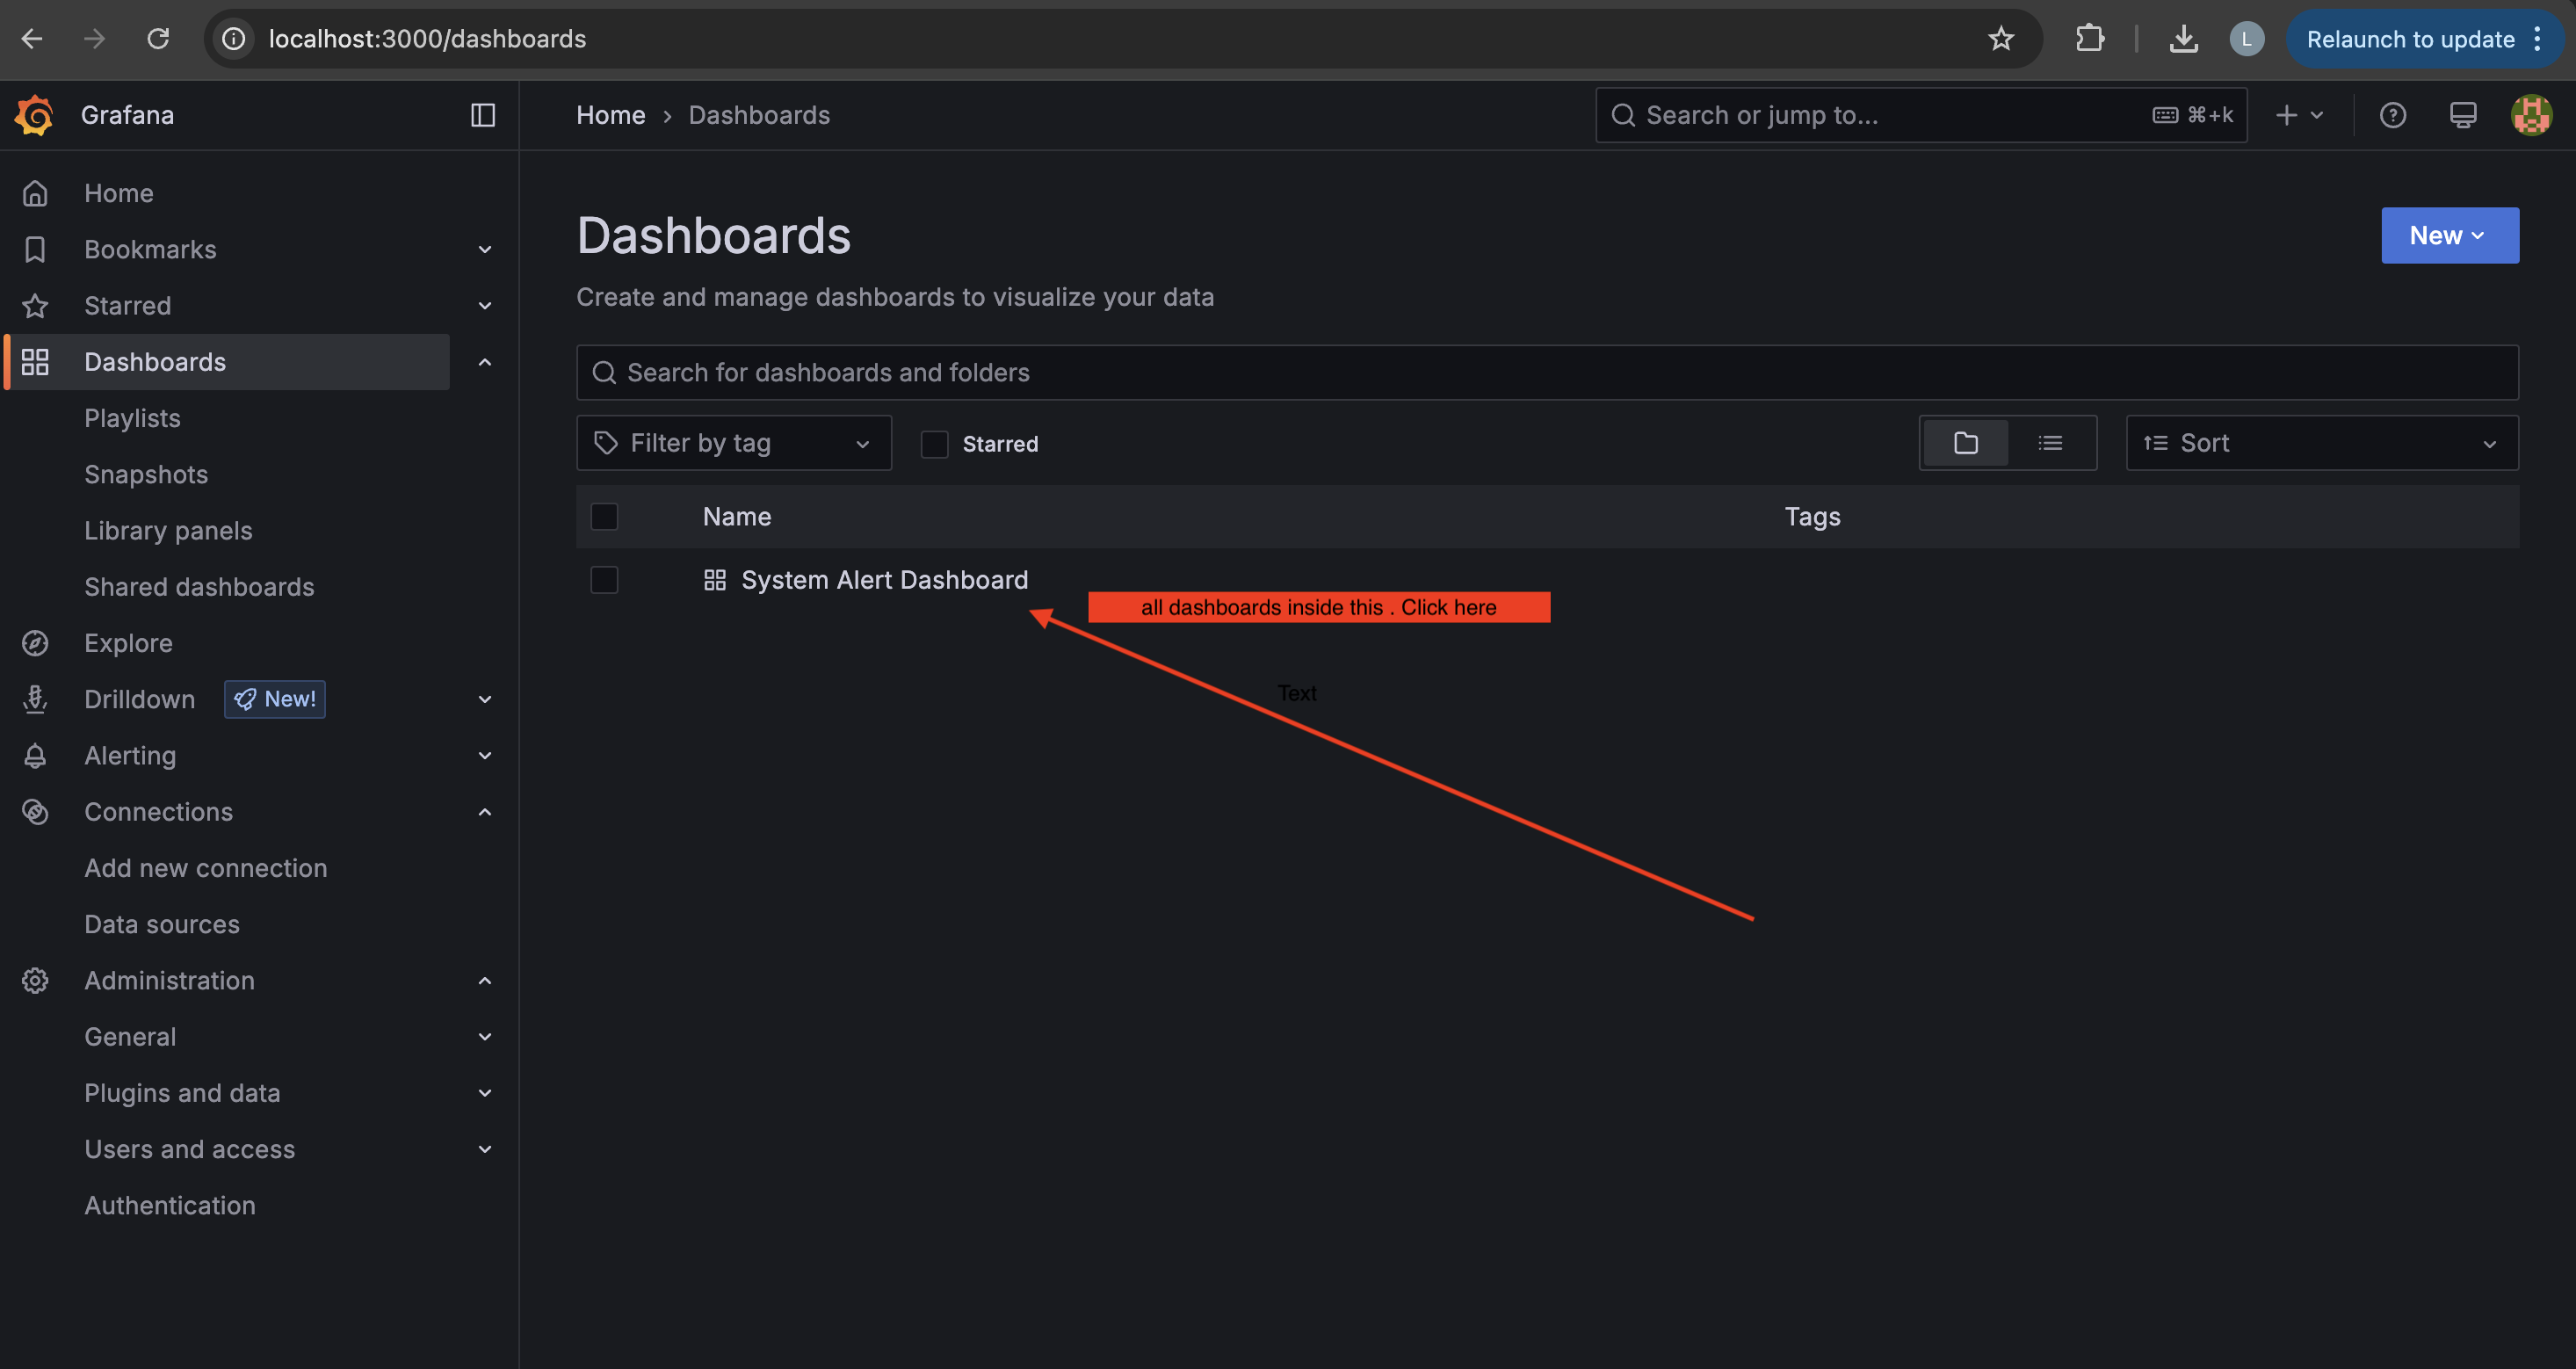 localhost:3000/dashboards
L
Relaunch to update
Grafana
Home › Dashboards
Search or jump to...
⌘+k
Home
Bookmarks
Starred
Dashboards
Playlists
Snapshots
Library panels
Shared dashboards
Explore
Drilldown
New!
Alerting
Connections
Add new connection
Data sources
Administration
General
Plugins and data
Users and access
Authentication
Dashboards
New
Create and manage dashboards to visualize your data
Search for dashboards and folders
Filter by tag
Starred
Sort
Name
Tags
System Alert Dashboard
all dashboards inside this . Click here
Text